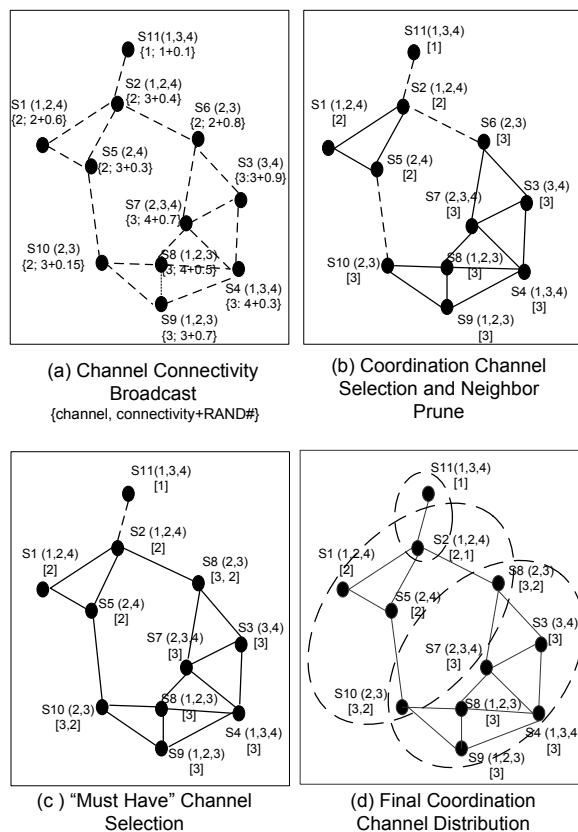 S11(1,3,4)
{1; 1+0.1}
S2 (1,2,4)
{2; 3+0.4}
S1 (1,2,4)
{2; 2+0.6}
S6 (2,3)
{2; 2+0.8}
S5 (2,4)
{2; 3+0.3}
S3 (3,4)
{3:3+0.9}
S7 (2,3,4)
{3; 4+0.7}
S10 (2,3)
{2; 3+0.15}
S8 (1,2,3)
{3; 4+0.5}
S4 (1,3,4)
{3: 4+0.3}
S9 (1,2,3)
{3; 3+0.7}
(a) Channel Connectivity
Broadcast
{channel, connectivity+RAND#}
S11(1,3,4)
[1]
S2 (1,2,4)
[2]
S1 (1,2,4)
[2]
S6 (2,3)
[3]
S5 (2,4)
[2]
S3 (3,4)
[3]
S7 (2,3,4)
[3]
S10 (2,3)
[3]
S8 (1,2,3)
[3]
S4 (1,3,4)
[3]
S9 (1,2,3)
[3]
(b) Coordination Channel
Selection and Neighbor
Prune
S11(1,3,4)
[1]
S2 (1,2,4)
[2]
S1 (1,2,4)
[2]
S8 (2,3)
[3, 2]
S5 (2,4)
[2]
S3 (3,4)
[3]
S7 (2,3,4)
[3]
S10 (2,3)
[3,2]
S8 (1,2,3)
[3]
S4 (1,3,4)
[3]
S9 (1,2,3)
[3]
(c ) “Must Have” Channel
Selection
S11(1,3,4)
[1]
S2 (1,2,4)
[2,1]
S1 (1,2,4)
[2]
S8 (2,3)
[3,2]
S5 (2,4)
[2]
S3 (3,4)
[3]
S7 (2,3,4)
[3]
S10 (2,3)
[3,2]
S8 (1,2,3)
[3]
S4 (1,3,4)
[3]
S9 (1,2,3)
[3]
(d) Final Coordination
Channel Distribution